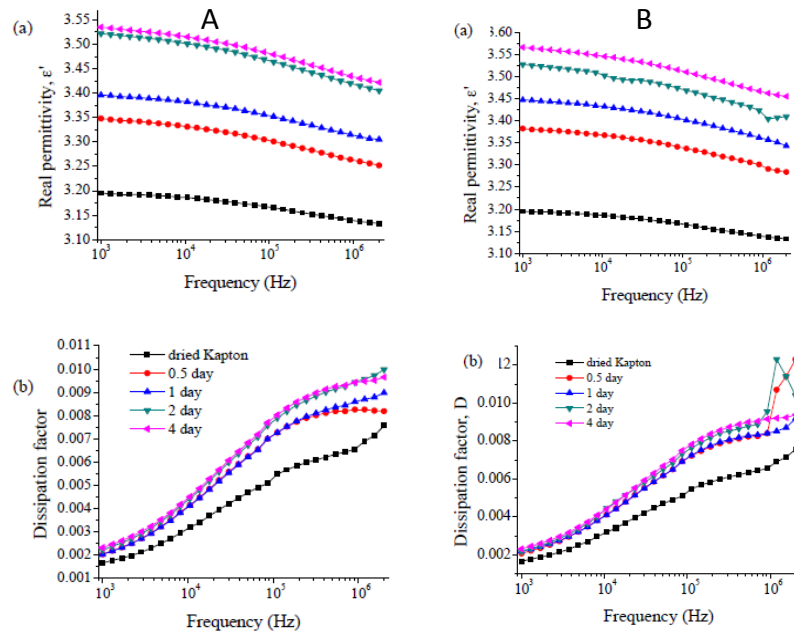 A
(a)
Real permittivity, ε'
3.55
3.50
3.45
3.40
3.35
3.30
3.25
3.20
3.15
3.10
10³ 10⁴ 10⁵ 10⁶
Frequency (Hz)
B
(a)
Real permittivity, ε'
3.60
3.55
3.50
3.45
3.40
3.35
3.30
3.25
3.20
3.15
3.10
10³ 10⁴ 10⁵ 10⁶
Frequency (Hz)
(b)
Dissipation factor
0.011
0.010
0.009
0.008
0.007
0.006
0.005
0.004
0.003
0.002
0.001
dried Kapton
0.5 day
1 day
2 day
4 day
10³ 10⁴ 10⁵ 10⁶
Frequency (Hz)
(b)
Dissipation factor, D
12
0.010
0.008
0.006
0.004
0.002
dried Kapton
0.5 day
1 day
2 day
4 day
10³ 10⁴ 10⁵ 10⁶
Frequency (Hz)